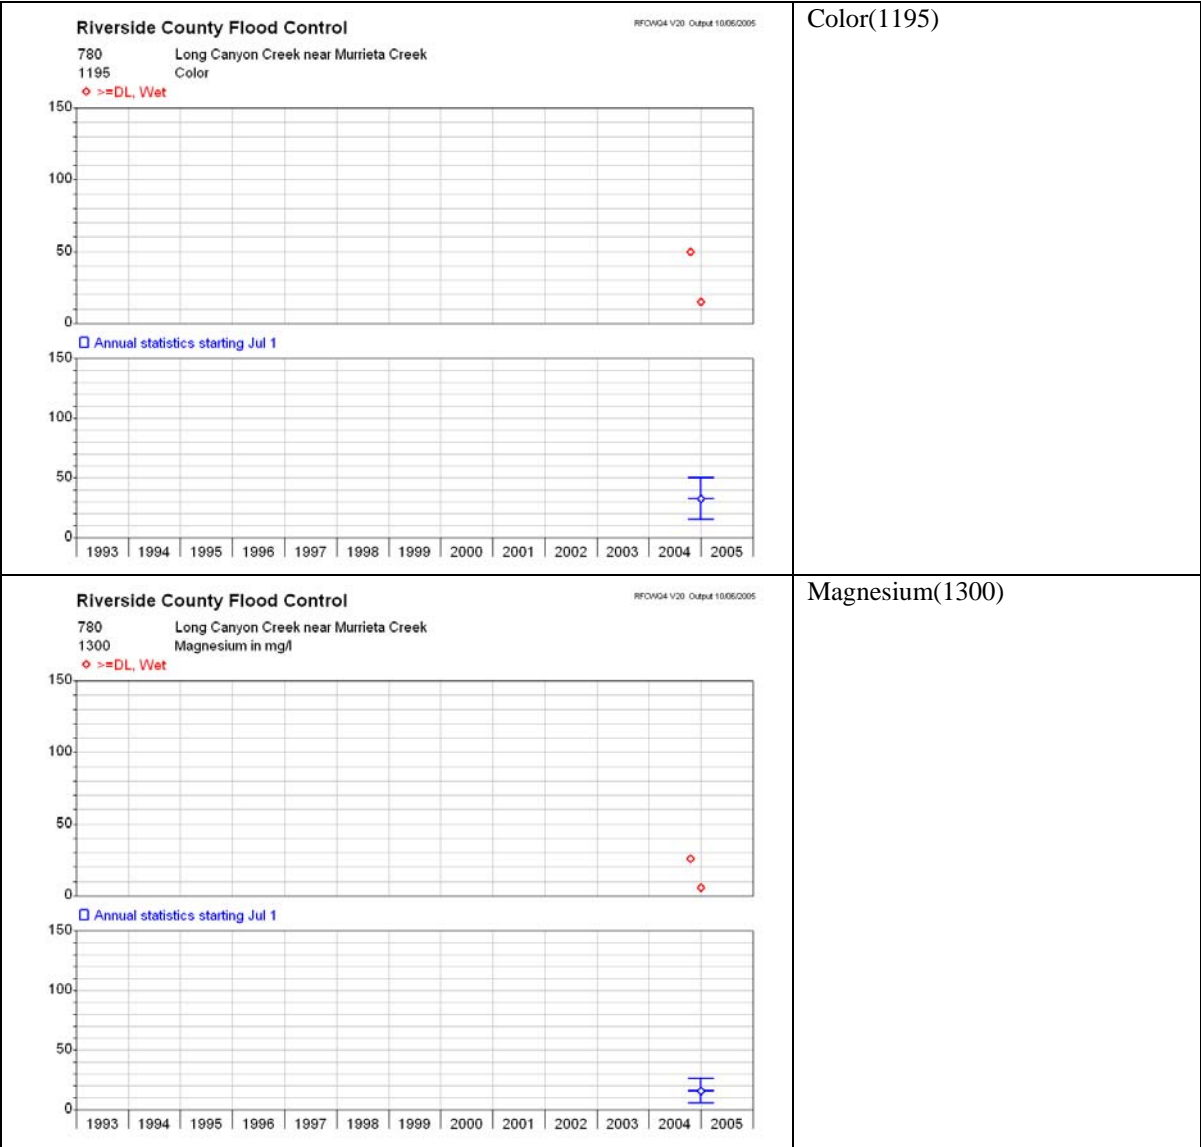 Riverside County Flood Control
RFCWQ4 V20 Output 10/06/2005
780 Long Canyon Creek near Murrieta Creek
1195 Color
>=DL, Wet
150
100
50
0
Annual statistics starting Jul 1
150
100
50
0
1993 1994 1995 1996 1997 1998 1999 2000 2001 2002 2003 2004 2005
Color(1195)
Riverside County Flood Control
RFCWQ4 V20 Output 10/06/2005
780 Long Canyon Creek near Murrieta Creek
1300 Magnesium in mg/l
>=DL, Wet
150
100
50
0
Annual statistics starting Jul 1
150
100
50
0
1993 1994 1995 1996 1997 1998 1999 2000 2001 2002 2003 2004 2005
Magnesium(1300)